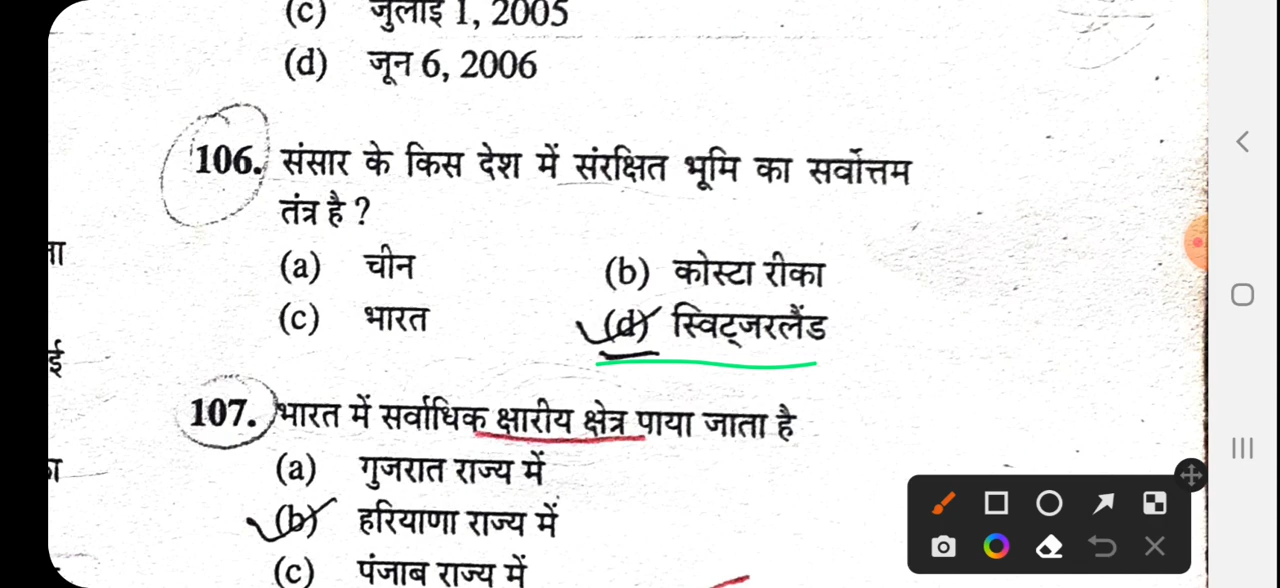 (c) जुलाई 1, 2005
(d) जून 6, 2006
106. संसार के किस देश में संरक्षित भूमि का सर्वोत्तम
तंत्र है ?
(a) चीन (b) कोस्टा रीका
(c) भारत (d) स्विट्जरलैंड
107. भारत में सर्वाधिक क्षारीय क्षेत्र पाया जाता है
(a) गुजरात राज्य में
(b) हरियाणा राज्य में
(c) पंजाब राज्य में